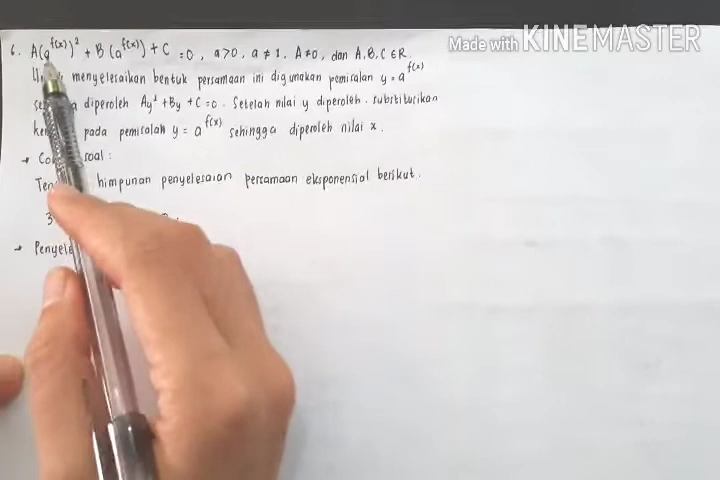 Made with KINEMASTER
6. A(a^f(x))² + B(a^f(x)) + C = 0, a>0, a≠1, A≠0, dan A,B,C ∈ R.
menyelesaikan bentuk persamaan ini digunakan pemisalan y = a^f(x)
diperoleh Ay² + By + C = 0. Setelah nilai y diperoleh, substitusikan
pada pemisalan y = a^f(x) sehingga diperoleh nilai x.
→ soal :
himpunan penyelesaian persamaan eksponensial berikut.
3
→